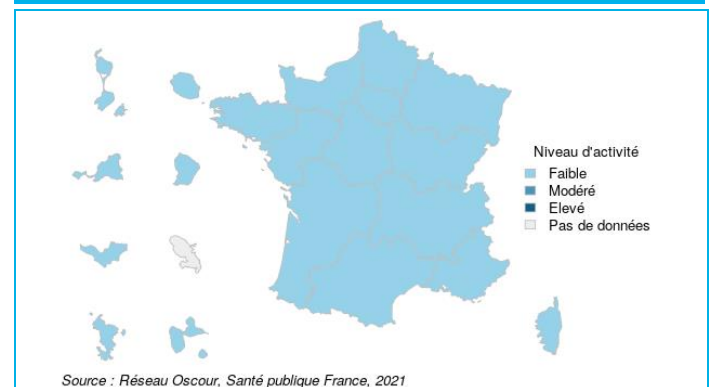 Niveau d'activité
Faible
Modéré
Elevé
Pas de données
Source : Réseau Oscour, Santé publique France, 2021